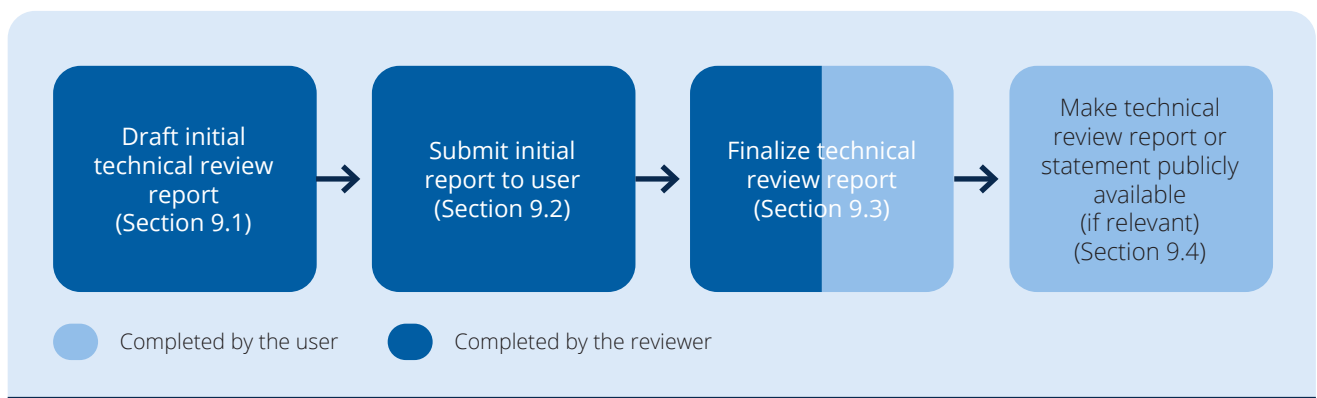 Draft initial
technical review
report
(Section 9.1)
Submit initial
report to user
(Section 9.2)
Finalize technical
review report
(Section 9.3)
Make technical
review report or
statement publicly
available
(if relevant)
(Section 9.4)
Completed by the user
Completed by the reviewer